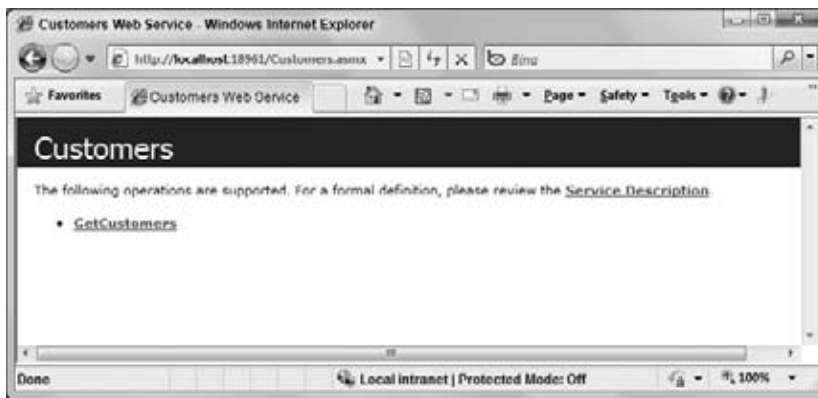 Customers Web Service - Windows Internet Explorer
http://localhost:18961/Customers.asmx
Bing
Favorites
Customers Web Service
Page
Safety
Tools
Customers
The following operations are supported. For a formal definition, please review the Service Description.
• GetCustomers
Done
Local intranet | Protected Mode: Off
100%